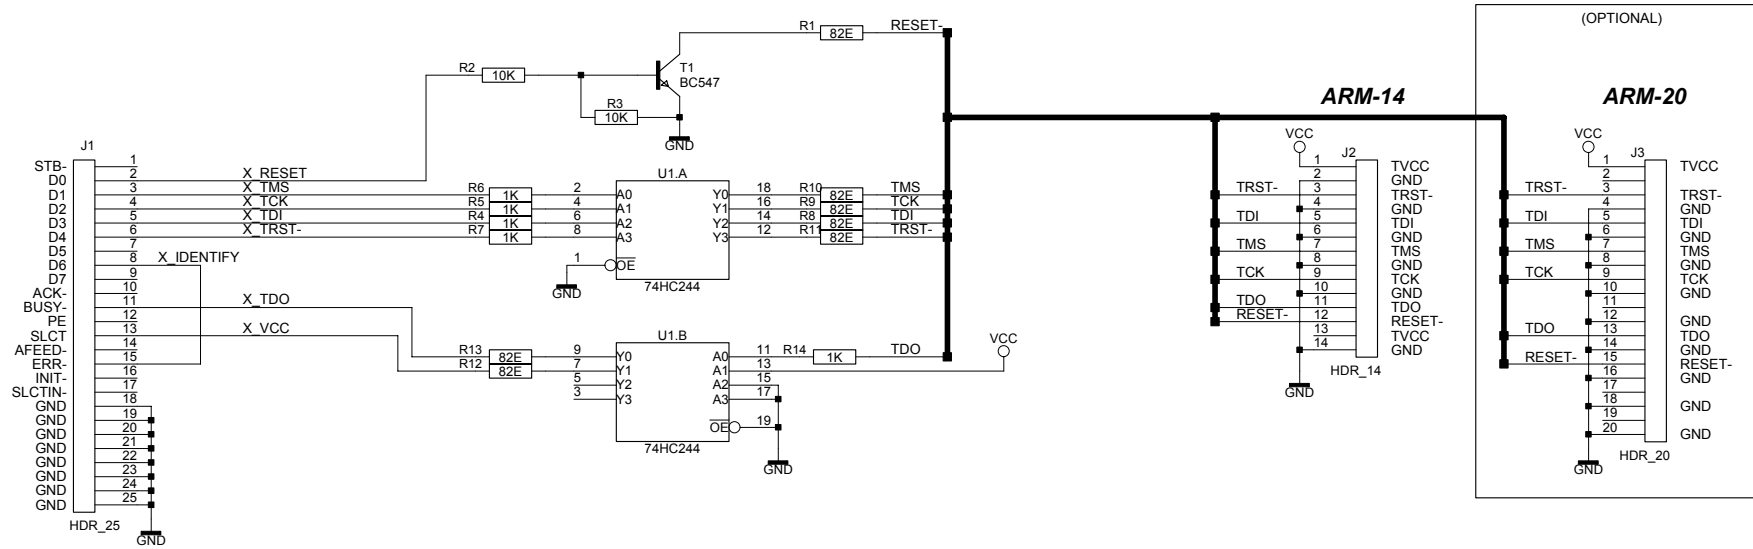 (OPTIONAL)
R1 82E RESET-
R2 10K
T1
BC547
R3
10K
GND
ARM-14
ARM-20
J1
STB- 1
D0 2 X_RESET
D1 3 X_TMS
D2 4 X_TCK
D3 5 X_TDI
D4 6 X_TRST-
D5 7
D6 8 X_IDENTIFY
D7 9
ACK- 10
BUSY- 11 X_TDO
PE 12
SLCT 13 X_VCC
AFEED- 14
ERR- 15
INIT- 16
SLCTIN- 17
GND 18
GND 19
GND 20
GND 21
GND 22
GND 23
GND 24
GND 25
HDR_25
GND
U1.A
R6 1K 2 A0 Y0 18 R10 82E TMS
R5 1K 4 A1 Y1 16 R9 82E TCK
R4 1K 6 A2 Y2 14 R8 82E TDI
R7 1K 8 A3 Y3 12 R11 82E TRST-
1 OE
GND
74HC244
U1.B
VCC
R13 82E 9 Y0 A0 11 R14 1K TDO
R12 82E 7 Y1 A1 13
5 Y2 A2 15
3 Y3 A3 17
OE 19
74HC244
GND
VCC
J2
1 TVCC
2 GND
TRST- 3 TRST-
4 GND
TDI 5 TDI
6 GND
TMS 7 TMS
8 GND
TCK 9 TCK
10 GND
TDO 11 TDO
RESET- 12 RESET-
13 TVCC
14 GND
HDR_14
GND
VCC
J3
1 TVCC
2
TRST- 3 TRST-
4 GND
TDI 5 TDI
6 GND
TMS 7 TMS
8 GND
TCK 9 TCK
10 GND
11
12 GND
TDO 13 TDO
14 GND
RESET- 15 RESET-
16 GND
17
18 GND
19
20 GND
HDR_20
GND